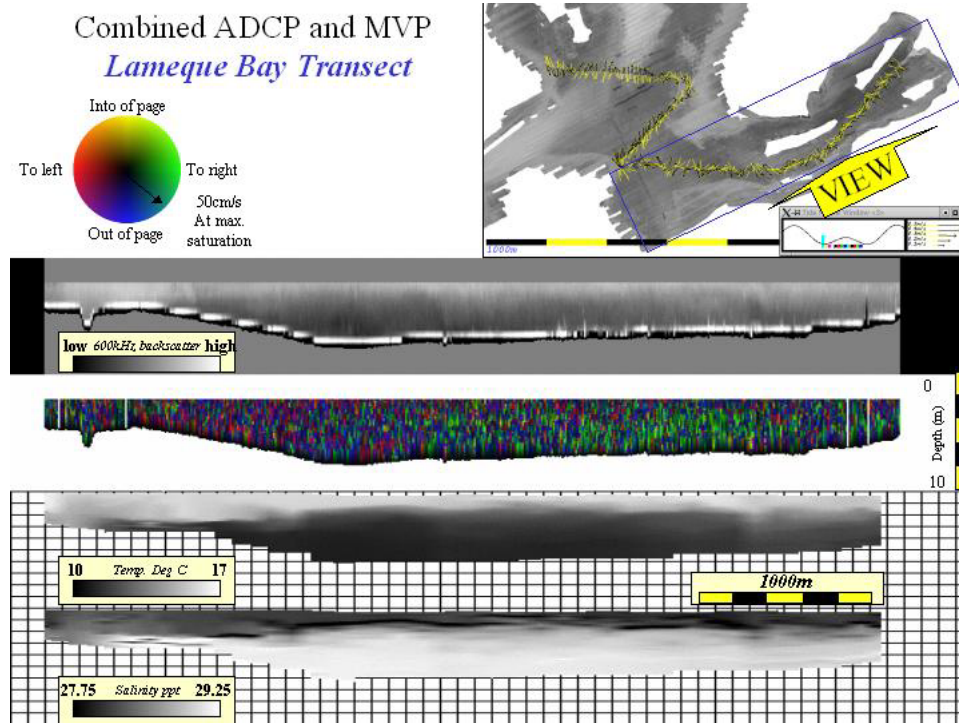 Combined ADCP and MVP
Lameque Bay Transect
Into of page
To left
To right
50cm/s
At max.
saturation
Out of page
VIEW
1000m
low 600kHz, backscatter high
0
Depth (m)
10
10 Temp. Deg C 17
1000m
27.75 Salinity ppt 29.25